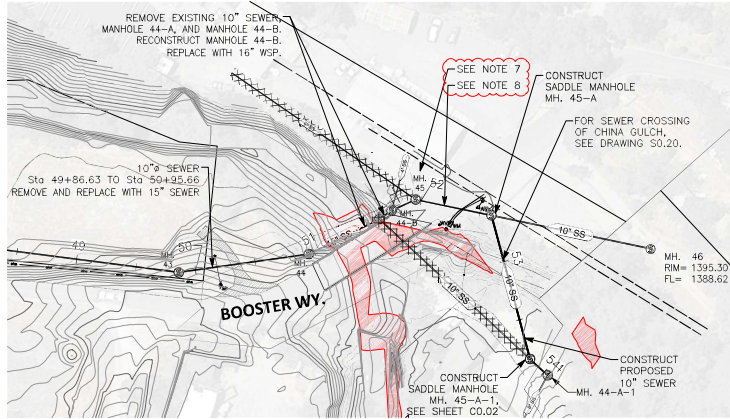 REMOVE EXISTING 10" SEWER,
MANHOLE 44-A, AND MANHOLE 44-B.
RECONSTRUCT MANHOLE 44-B.
REPLACE WITH 16" WSP.
SEE NOTE 7
SEE NOTE 8
CONSTRUCT
SADDLE MANHOLE
MH. 45-A
FOR SEWER CROSSING
OF CHINA GULCH,
SEE DRAWING S0.20.
10"ø SEWER
Sta 49+86.63 TO Sta 50+95.66
REMOVE AND REPLACE WITH 15" SEWER
MH.
45
52
MH.
44-B
49
50
51
MH.
43
MH.
44
10" SS
53
10" SS
MH. 46
RIM= 1395.30
FL= 1388.62
BOOSTER WY.
10" SS
54
CONSTRUCT
PROPOSED
10" SEWER
CONSTRUCT
SADDLE MANHOLE
MH. 45-A-1,
SEE SHEET C0.02
MH. 44-A-1